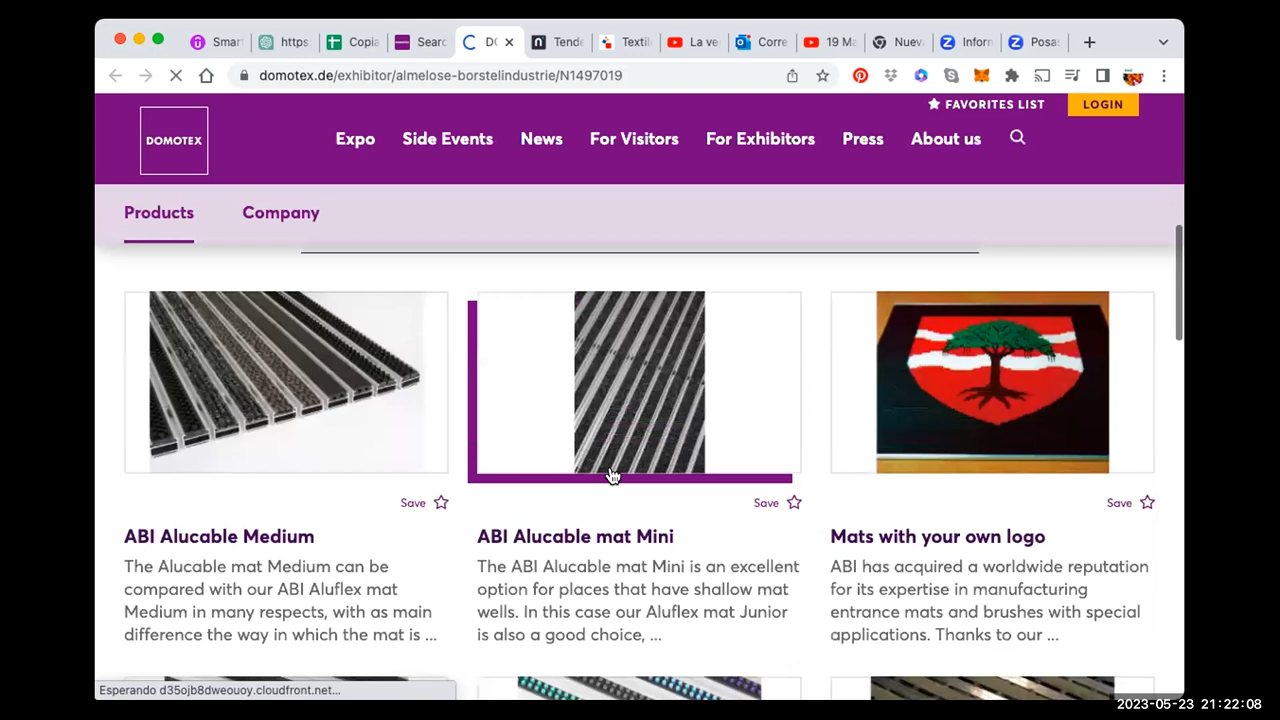 Smar
https
Copia
Searc
DO
Tende
Textil
La ve
Corre
19 Ma
Nuev
Inforn
Posa
domotex.de/exhibitor/almelose-borstelindustrie/N1497019
FAVORITES LIST
LOGIN
DOMOTEX
Expo
Side Events
News
For Visitors
For Exhibitors
Press
About us
Products
Company
Save
Save
Save
ABI Alucable Medium
The Alucable mat Medium can be
compared with our ABI Aluflex mat
Medium in many respects, with as main
difference the way in which the mat is ...
ABI Alucable mat Mini
The ABI Alucable mat Mini is an excellent
option for places that have shallow mat
wells. In this case our Aluflex mat Junior
is also a good choice, ...
Mats with your own logo
ABI has acquired a worldwide reputation
for its expertise in manufacturing
entrance mats and brushes with special
applications. Thanks to our ...
Esperando d35ojb8dweouoy.cloudfront.net...
2023-05-23 21:22:08